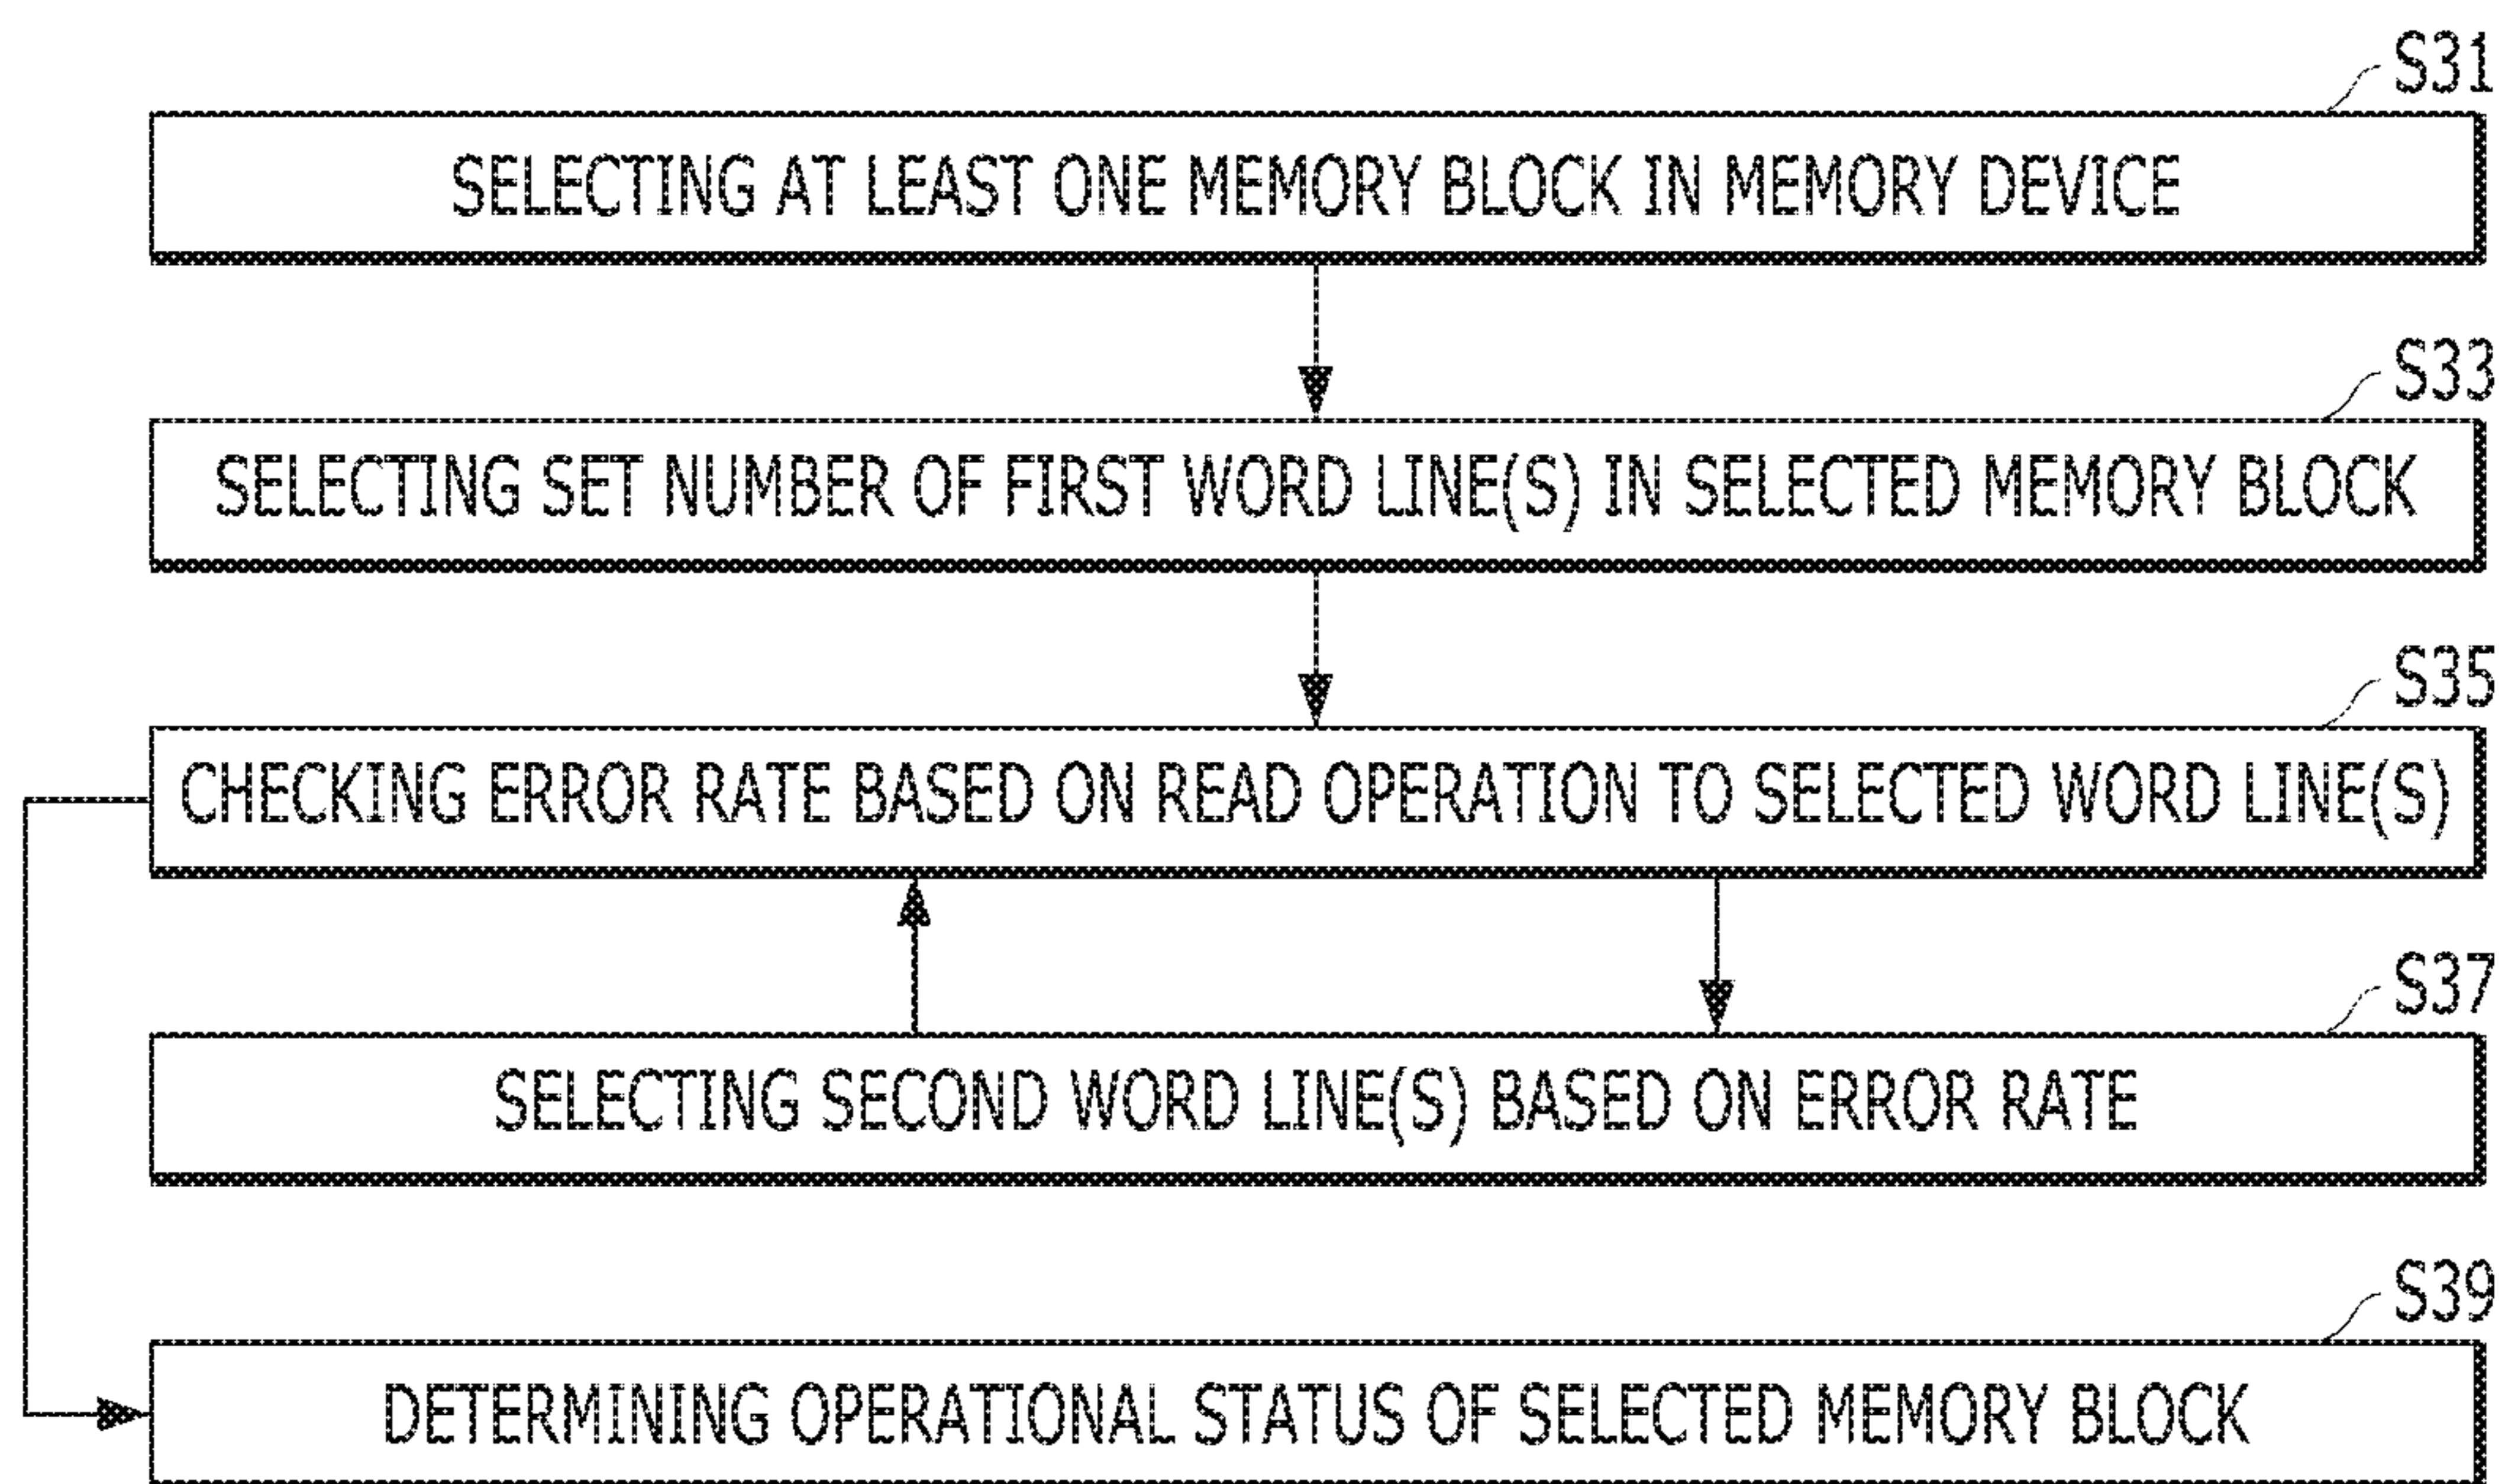 S31
SELECTING AT LEAST ONE MEMORY BLOCK IN MEMORY DEVICE
S33
SELECTING SET NUMBER OF FIRST WORD LINE(S) IN SELECTED MEMORY BLOCK
S35
CHECKING ERROR RATE BASED ON READ OPERATION TO SELECTED WORD LINE(S)
S37
SELECTING SECOND WORD LINE(S) BASED ON ERROR RATE
S39
DETERMINING OPERATIONAL STATUS OF SELECTED MEMORY BLOCK